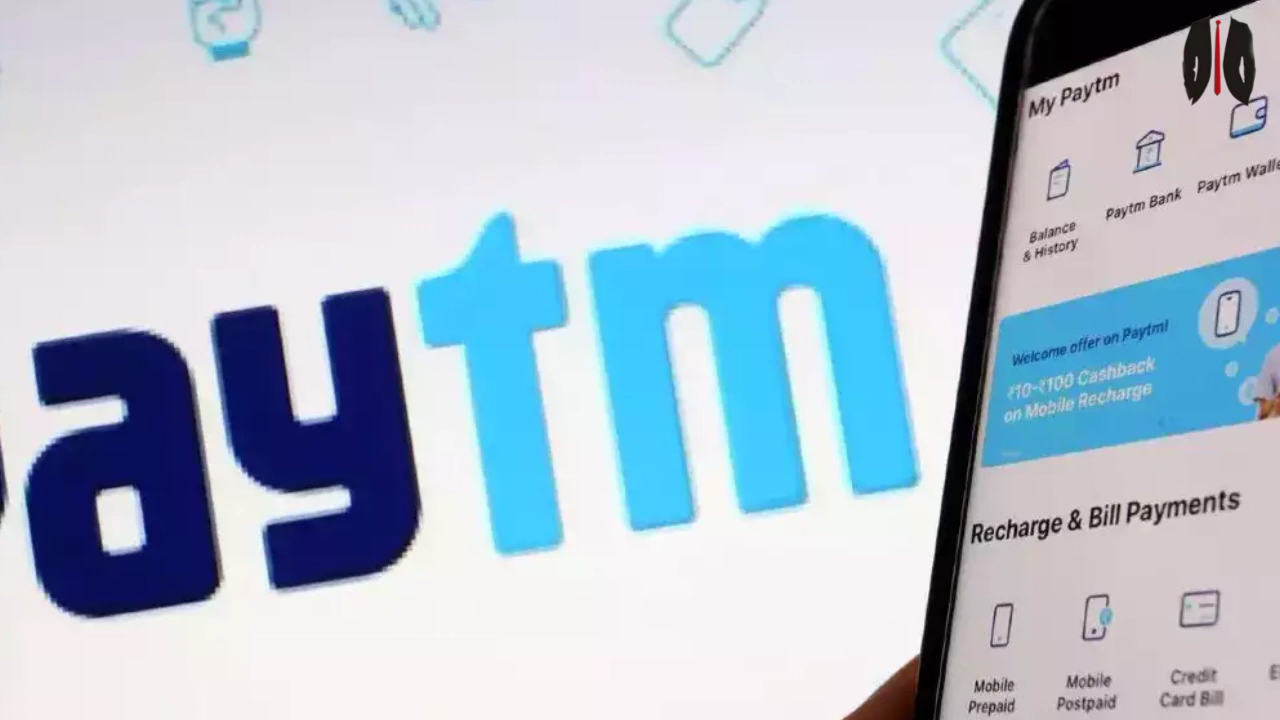 aytm
My Paytm
Balance
& History
Paytm Bank
Paytm Walle
Welcome offer on Paytm!
₹10-₹100 Cashback
on Mobile Recharge
Recharge & Bill Payments
Mobile
Prepaid
Mobile
Postpaid
Credit
Card Bill
E